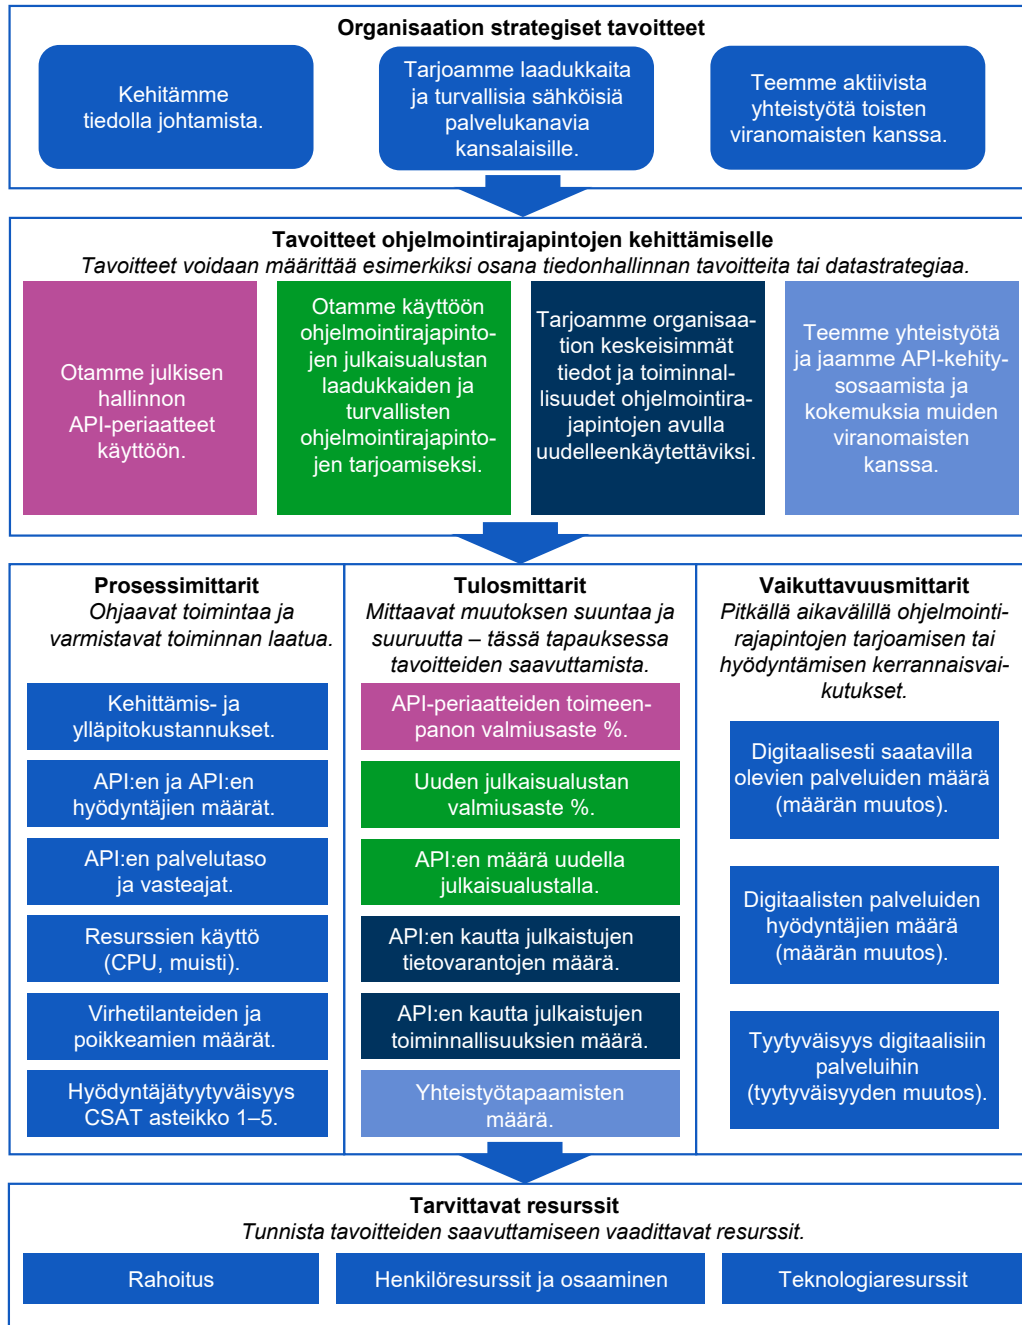 Organisaation strategiset tavoitteet
Kehitämme
tiedolla johtamista.
Tarjoamme laadukkaita
ja turvallisia sähköisiä
palvelukanavia
kansalaisille.
Teemme aktiivista
yhteistyötä toisten
viranomaisten kanssa.
Tavoitteet ohjelmointirajapintojen kehittämiselle
Tavoitteet voidaan määrittää esimerkiksi osana tiedonhallinnan tavoitteita tai datastrategiaa.
Otamme julkisen
hallinnon
API-periaatteet
käyttöön.
Otamme käyttöön
ohjelmointirajapinto-
jen julkaisualustan
laadukkaiden ja
turvallisten
ohjelmointirajapinto-
jen tarjoamiseksi.
Tarjoamme organisaa-
tion keskeisimmät
tiedot ja toiminnal-
lisuudet ohjelmointira-
japintojen avulla
uudelleenkäytettäviksi.
Teemme yhteistyötä
ja jaamme API-kehity-
sosaamista ja
kokemuksia muiden
viranomaisten
kanssa.
Prosessimittarit
Ohjaavat toimintaa ja
varmistavat toiminnan laatua.
Kehittämis- ja
ylläpitokustannukset.
API:en ja API:en
hyödyntäjien määrät.
API:en palvelutaso
ja vasteajat.
Resurssien käyttö
(CPU, muisti).
Virhetilanteiden ja
poikkeamien määrät.
Hyödyntäjätyytyväisyys
CSAT asteikko 1–5.
Tulosmittarit
Mittaavat muutoksen suuntaa ja
suuruutta – tässä tapauksessa
tavoitteiden saavuttamista.
API-periaatteiden toimeen-
panon valmiusaste %.
Uuden julkaisualustan
valmiusaste %.
API:en määrä uudella
julkaisualustalla.
API:en kautta julkaistujen
tietovarantojen määrä.
API:en kautta julkaistujen
toiminnallisuuksien määrä.
Yhteistyötapaamisten
määrä.
Vaikuttavuusmittarit
Pitkällä aikavälillä ohjelmointi-
rajapintojen tarjoamisen tai
hyödyntämisen kerrannaisvai-
kutukset.
Digitaalisesti saatavilla
olevien palveluiden määrä
(määrän muutos).
Digitaalisten palveluiden
hyödyntäjien määrä
(määrän muutos).
Tyytyväisyys digitaalisiin
palveluihin
(tyytyväisyyden muutos).
Tarvittavat resurssit
Tunnista tavoitteiden saavuttamiseen vaadittavat resurssit.
Rahoitus
Henkilöresurssit ja osaaminen
Teknologiaresurssit